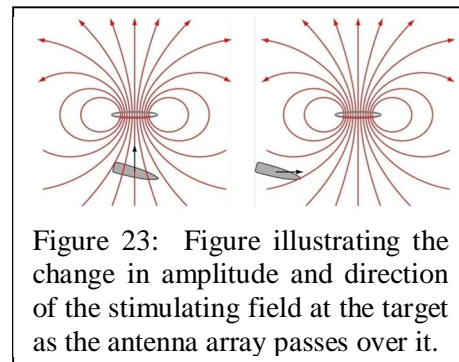 Figure 23: Figure illustrating the
change in amplitude and direction
of the stimulating field at the target
as the antenna array passes over it.